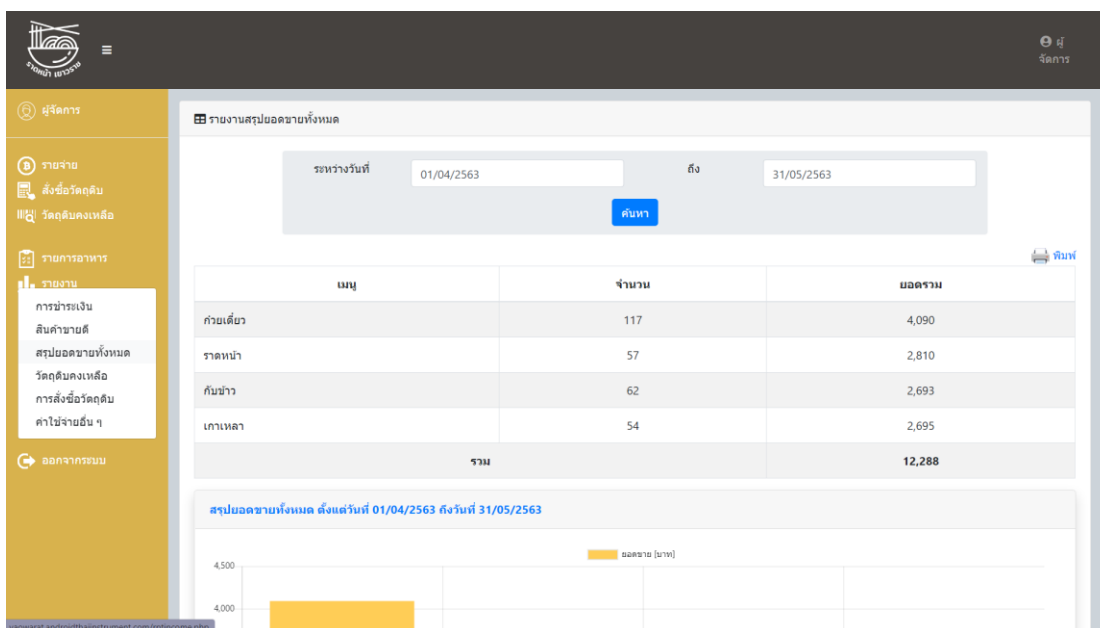 ราดหน้า เยาวราช
ผู้
จัดการ
ผู้จัดการ
รายจ่าย
สั่งซื้อวัตถุดิบ
วัตถุดิบคงเหลือ
รายการอาหาร
รายงาน
การชำระเงิน
สินค้าขายดี
สรุปยอดขายทั้งหมด
วัตถุดิบคงเหลือ
การสั่งซื้อวัตถุดิบ
ค่าใช้จ่ายอื่น ๆ
ออกจากระบบ
รายงานสรุปยอดขายทั้งหมด
ระหว่างวันที่ 01/04/2563 ถึง 31/05/2563
ค้นหา
พิมพ์
เมนู จำนวน ยอดรวม
ก๋วยเตี๋ยว 117 4,090
ราดหน้า 57 2,810
กับข้าว 62 2,693
เกาเหลา 54 2,695
รวม 12,288
สรุปยอดขายทั้งหมด ตั้งแต่วันที่ 01/04/2563 ถึงวันที่ 31/05/2563
ยอดขาย [บาท]
4,500
4,000